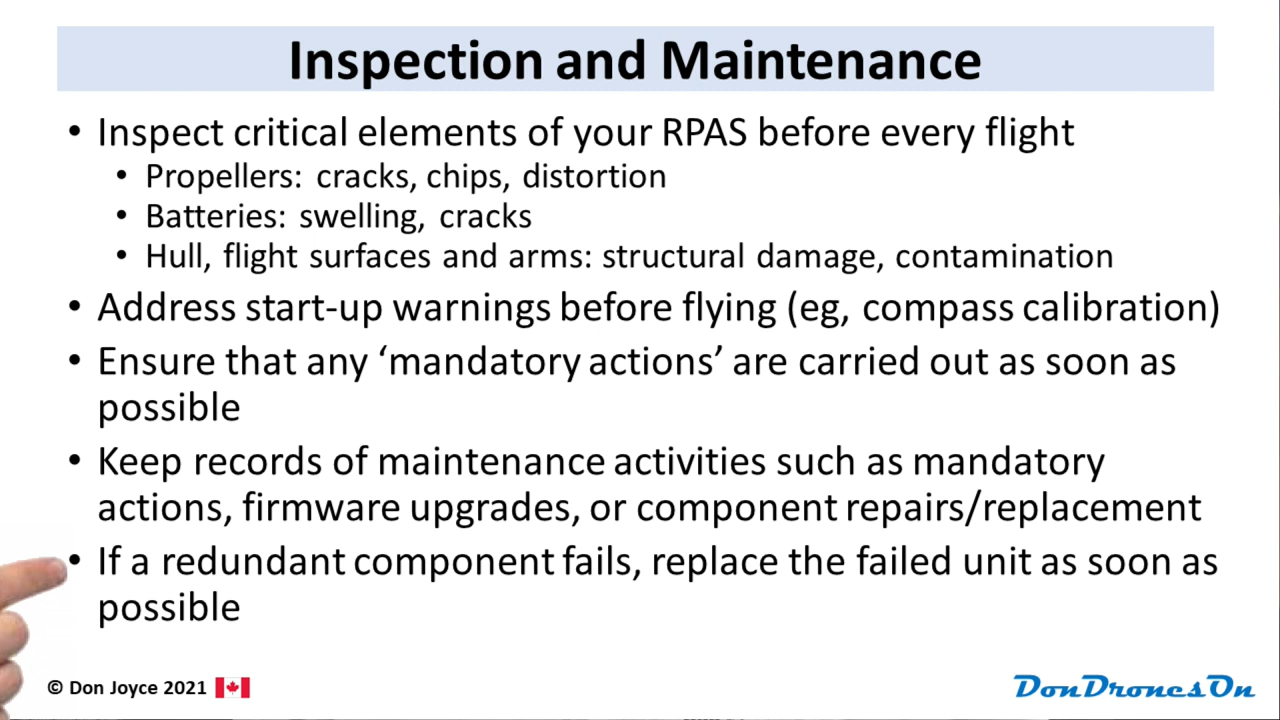 Inspection and Maintenance
• Inspect critical elements of your RPAS before every flight
• Propellers: cracks, chips, distortion
• Batteries: swelling, cracks
• Hull, flight surfaces and arms: structural damage, contamination
• Address start-up warnings before flying (eg, compass calibration)
• Ensure that any ‘mandatory actions’ are carried out as soon as
possible
• Keep records of maintenance activities such as mandatory
actions, firmware upgrades, or component repairs/replacement
• If a redundant component fails, replace the failed unit as soon as
possible
© Don Joyce 2021
DonDronesOn